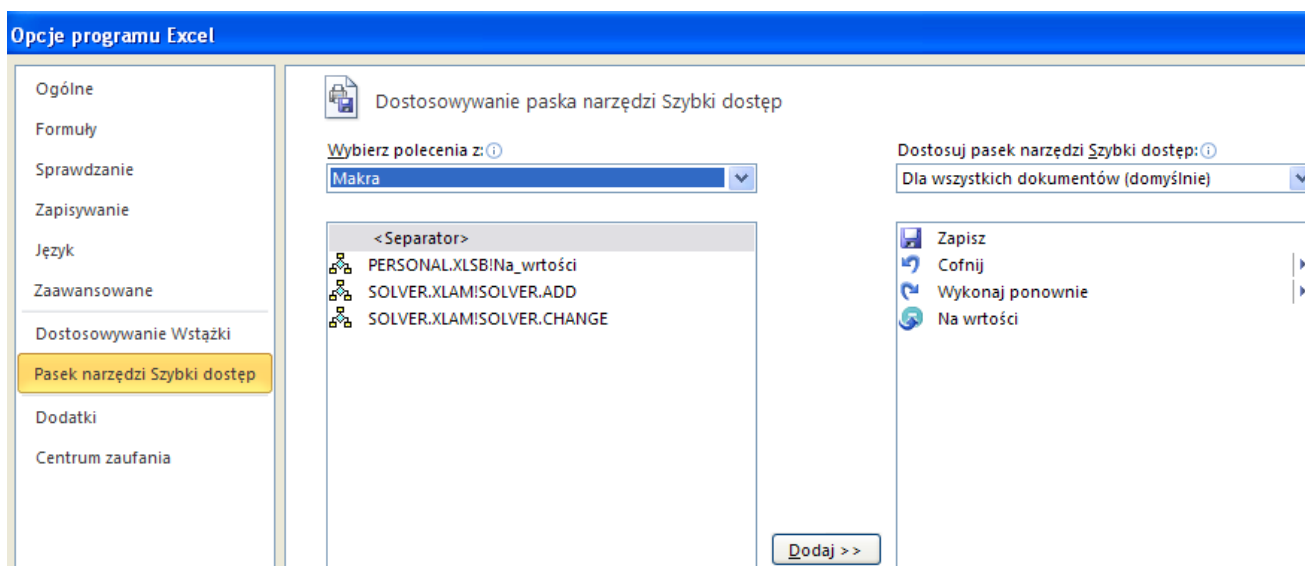 Opcje programu Excel
Ogólne
Formuły
Sprawdzanie
Zapisywanie
Język
Zaawansowane
Dostosowywanie Wstążki
Pasek narzędzi Szybki dostęp
Dodatki
Centrum zaufania
Dostosowywanie paska narzędzi Szybki dostęp
Wybierz polecenia z:
Makra
<Separator>
PERSONAL.XLSB!Na_wrtości
SOLVER.XLAM!SOLVER.ADD
SOLVER.XLAM!SOLVER.CHANGE
Dodaj >>
Dostosuj pasek narzędzi Szybki dostęp:
Dla wszystkich dokumentów (domyślnie)
Zapisz
Cofnij
Wykonaj ponownie
Na wrtości